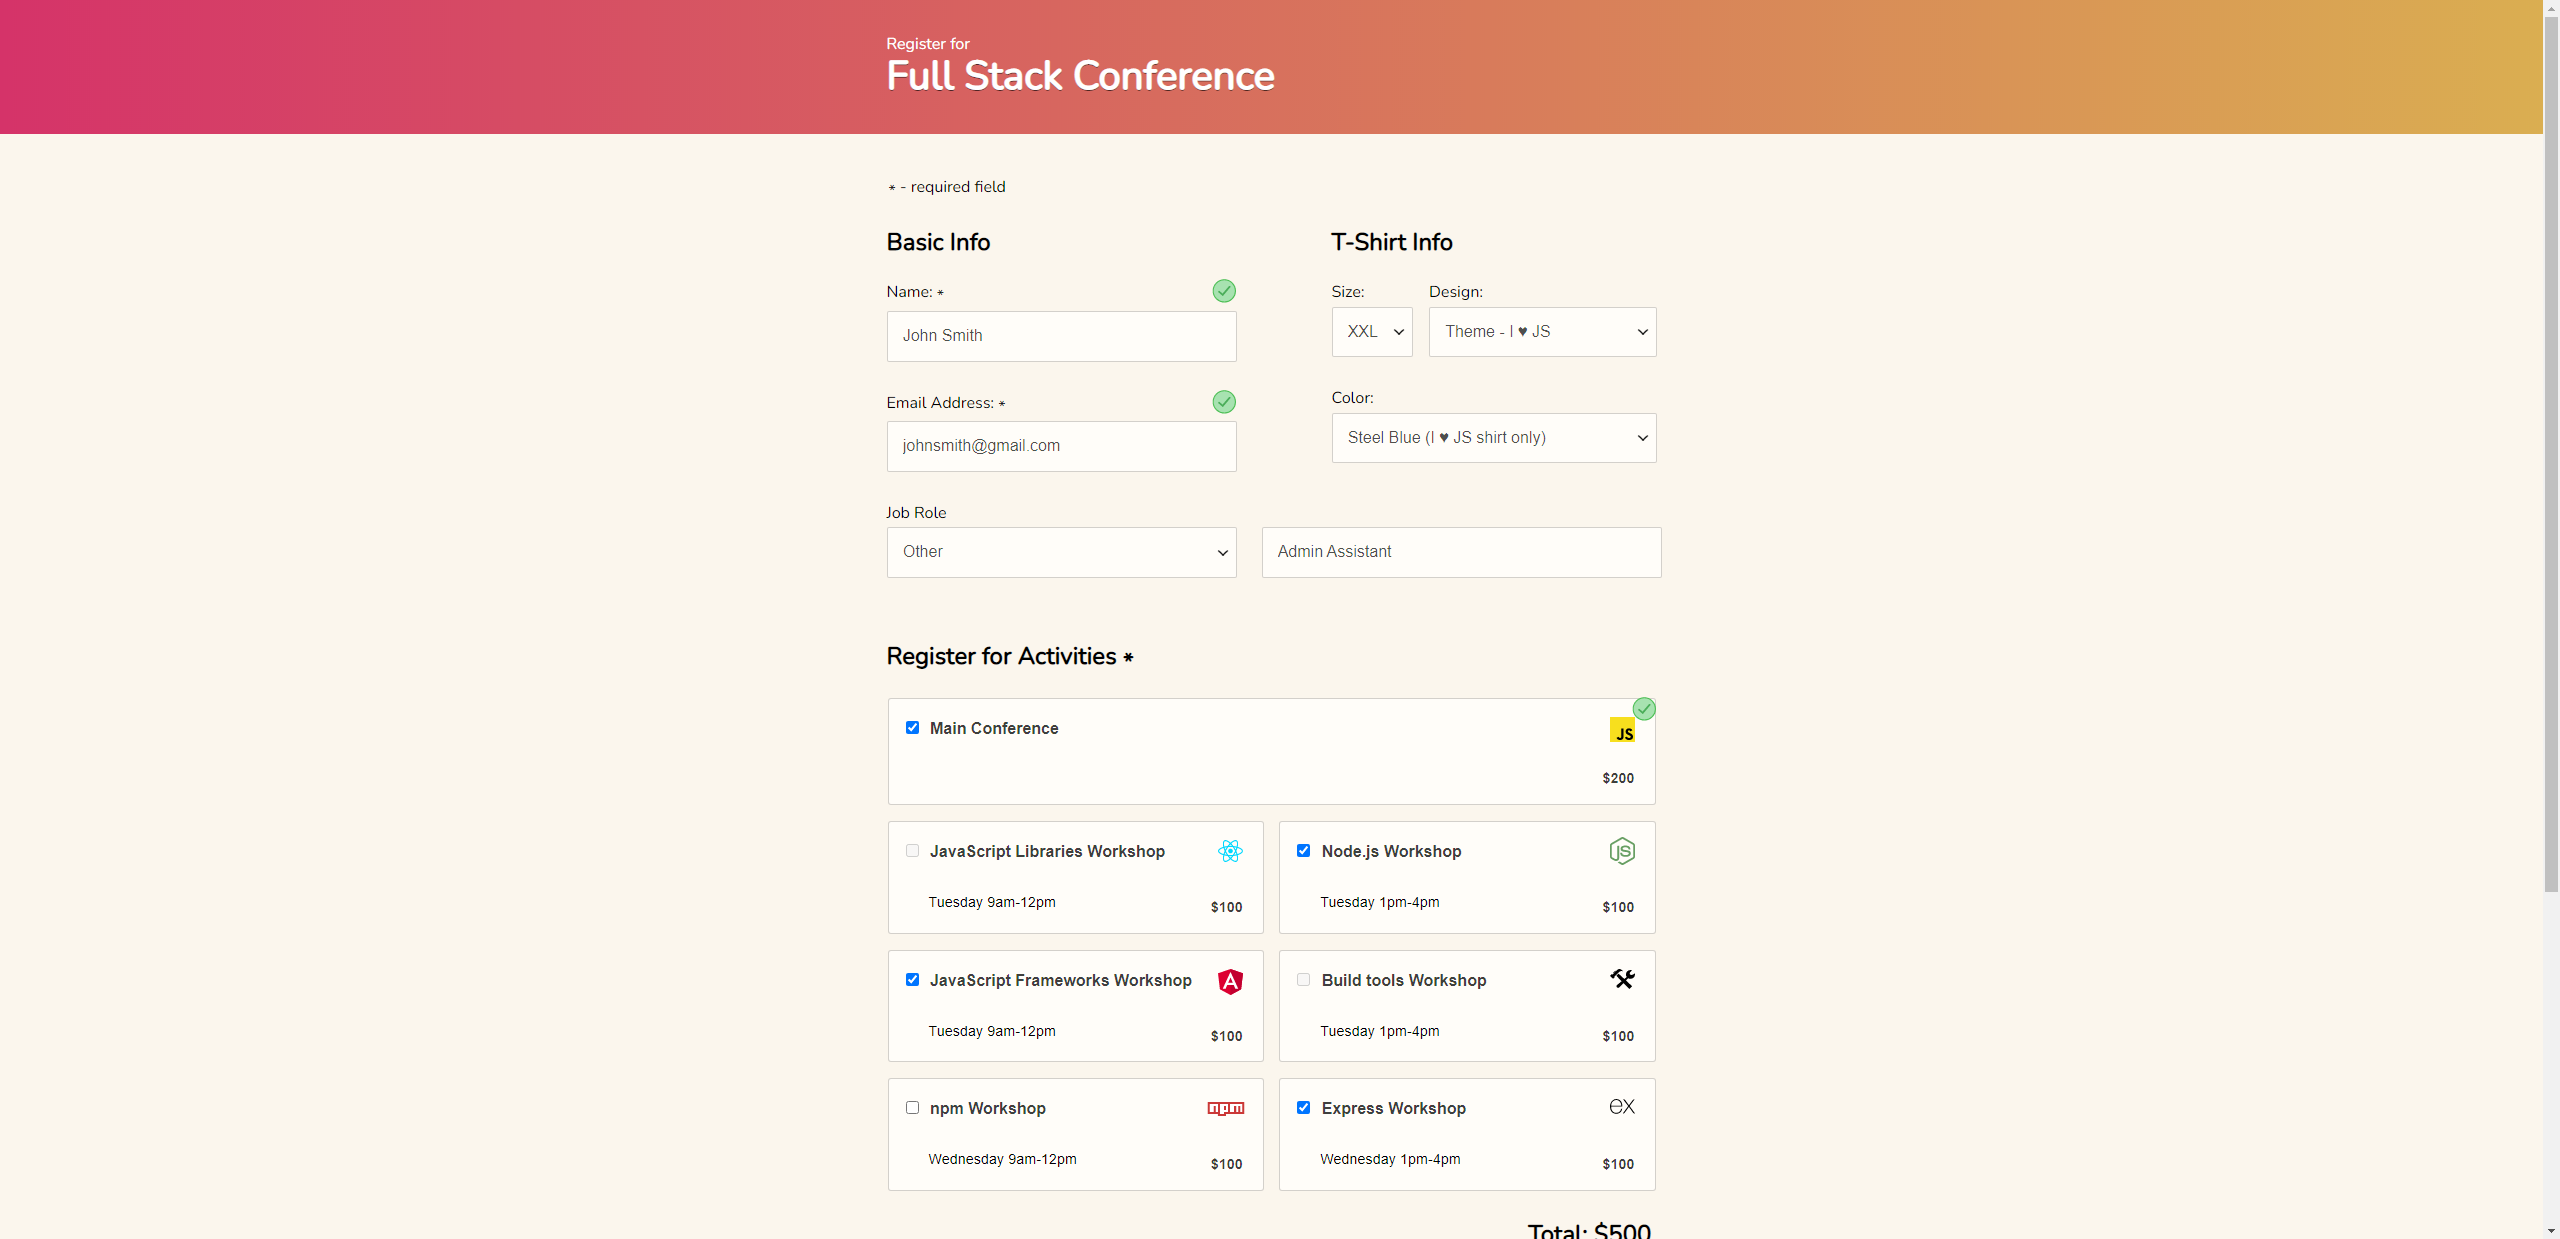 Register for
Full Stack Conference
* - required field
Basic Info
Name: *
John Smith
Email Address: *
johnsmith@gmail.com
Job Role
Other
Admin Assistant
T-Shirt Info
Size:
XXL
Design:
Theme - I ♥ JS
Color:
Steel Blue (I ♥ JS shirt only)
Register for Activities *
Main Conference
JS
$200
JavaScript Libraries Workshop
Tuesday 9am-12pm
$100
Node.js Workshop
JS
Tuesday 1pm-4pm
$100
JavaScript Frameworks Workshop
A
Tuesday 9am-12pm
$100
Build tools Workshop
Tuesday 1pm-4pm
$100
npm Workshop
npm
Wednesday 9am-12pm
$100
Express Workshop
ex
Wednesday 1pm-4pm
$100
Total: $500